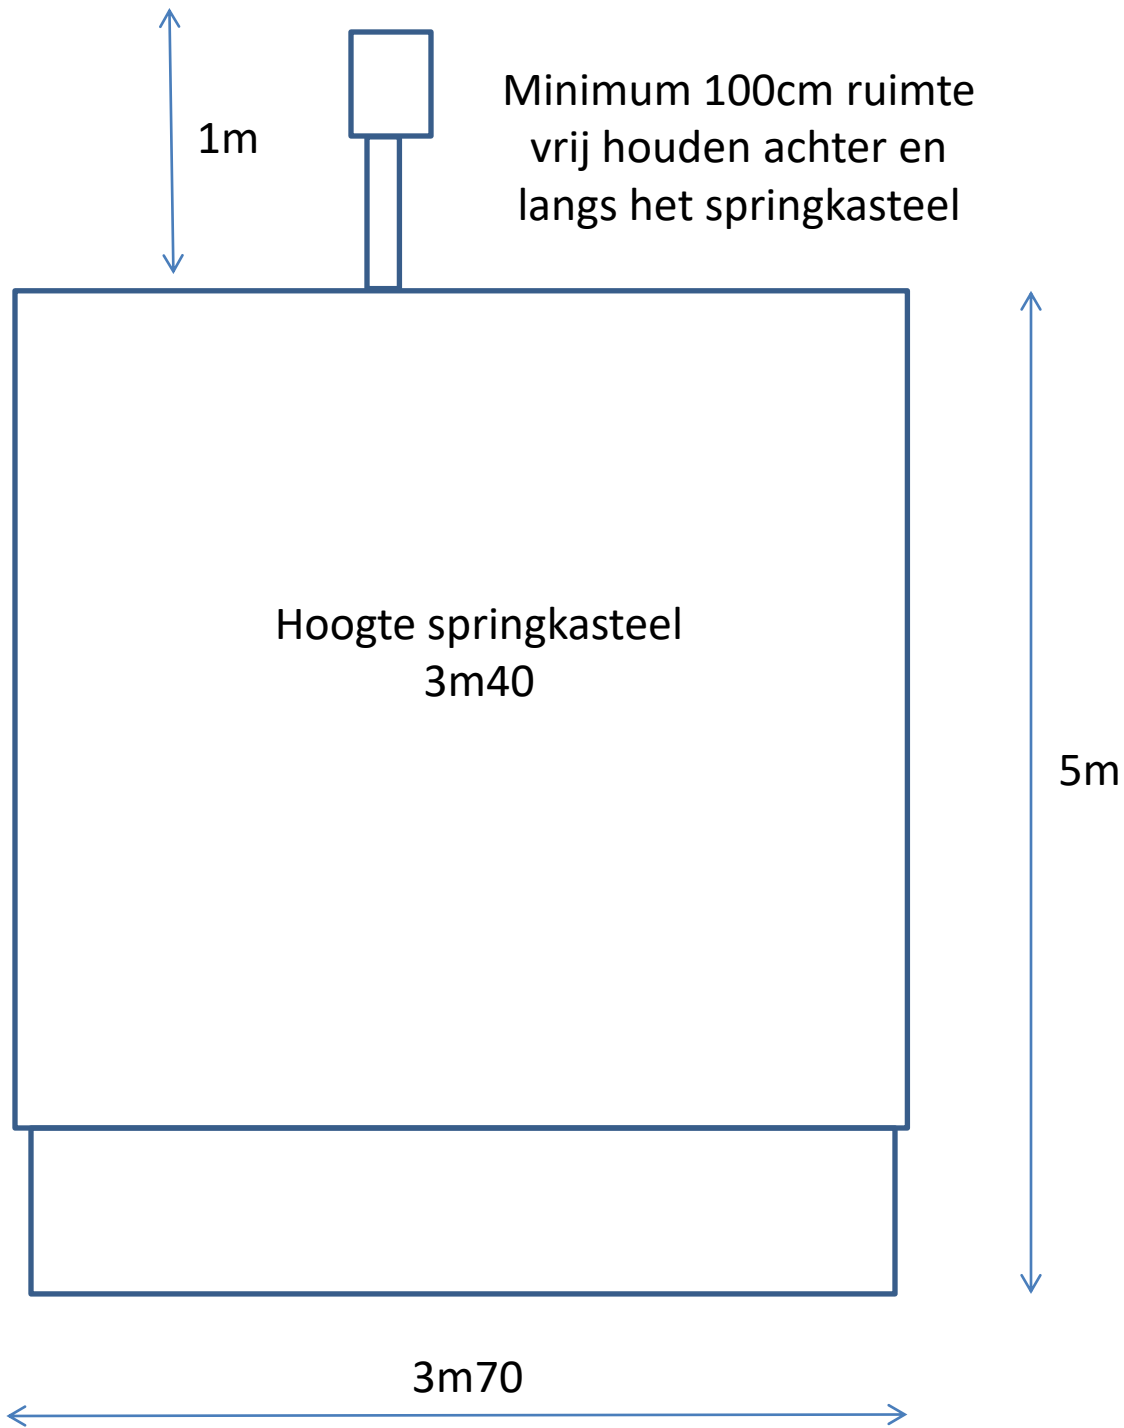 1m
Minimum 100cm ruimte
vrij houden achter en
langs het springkasteel
Hoogte springkasteel
3m40
5m
3m70